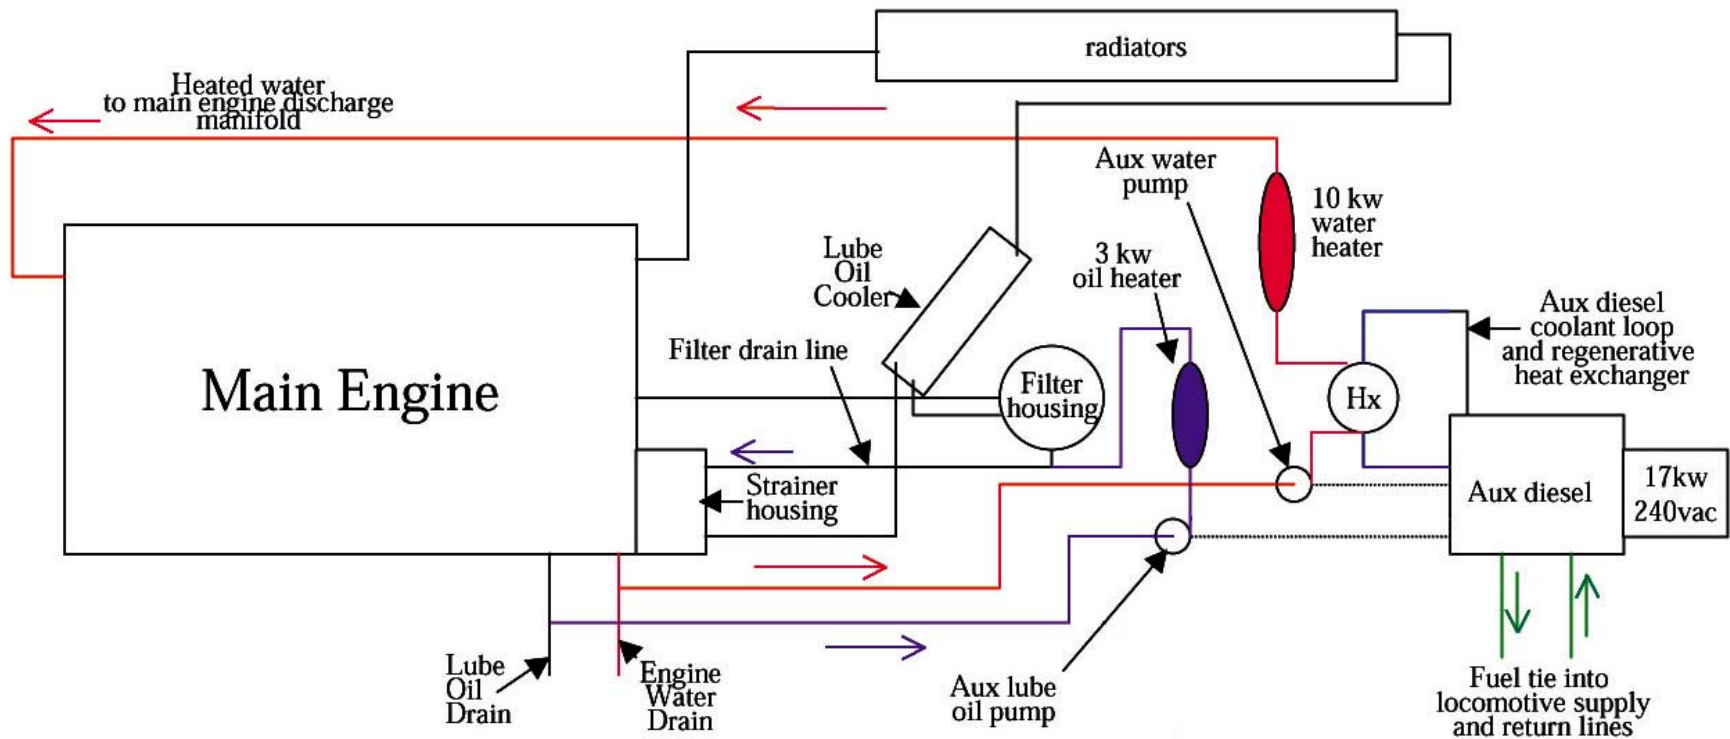 radiators
Heated water
to main engine discharge
manifold
Aux water
pump
10 kw
water
heater
Lube
Oil
Cooler
3 kw
oil heater
Aux diesel
coolant loop
and regenerative
heat exchanger
Filter drain line
Main Engine
Filter
housing
Hx
Strainer
housing
Aux diesel
17kw
240vac
Lube
Oil
Drain
Engine
Water
Drain
Aux lube
oil pump
Fuel tie into
locomotive supply
and return lines